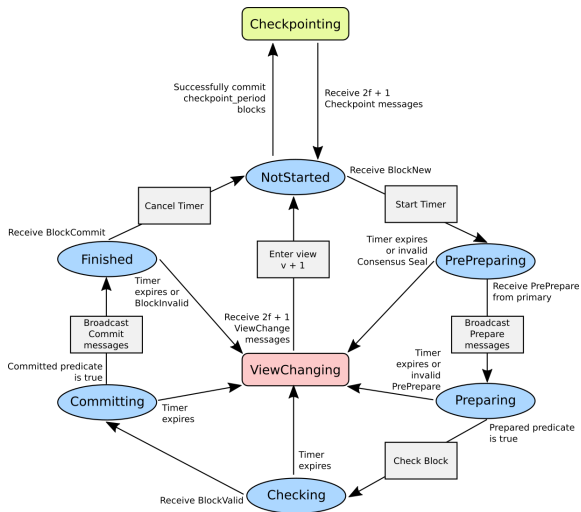 Checkpointing
Successfully commit
checkpoint_period
blocks
Receive 2f + 1
Checkpoint messages
NotStarted
Receive BlockNew
Cancel Timer
Start Timer
Receive BlockCommit
Finished
Enter view
v + 1
Timer expires
or invalid
Consensus Seal
PrePreparing
Timer
expires or
BlockInvalid
Receive PrePrepare
from primary
Broadcast
Commit
messages
Receive 2f + 1
ViewChange
messages
Broadcast
Prepare
messages
Committed predicate
is true
ViewChanging
Timer
expires or
invalid
PrePrepare
Committing
Timer
expires
Preparing
Prepared predicate
is true
Timer
expires
Check Block
Receive BlockValid
Checking